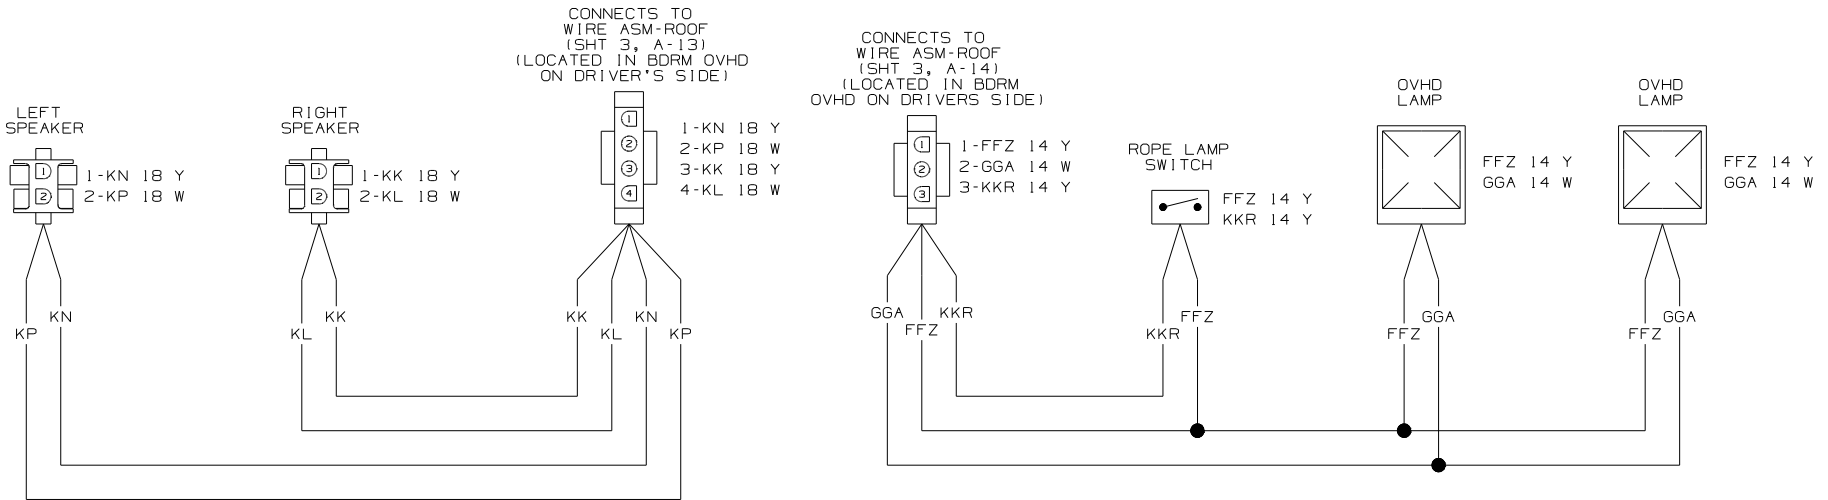 CONNECTS TO
WIRE ASM-ROOF
(SHT 3, A-13)
(LOCATED IN BDRM OVHD
ON DRIVER'S SIDE)
CONNECTS TO
WIRE ASM-ROOF
(SHT 3, A-14)
(LOCATED IN BDRM
OVHD ON DRIVERS SIDE)
LEFT
SPEAKER
1
2
1-KN 18 Y
2-KP 18 W
RIGHT
SPEAKER
1
2
1-KK 18 Y
2-KL 18 W
1
2
3
4
1-KN 18 Y
2-KP 18 W
3-KK 18 Y
4-KL 18 W
1
2
3
1-FFZ 14 Y
2-GGA 14 W
3-KKR 14 Y
ROPE LAMP
SWITCH
FFZ 14 Y
KKR 14 Y
OVHD
LAMP
FFZ 14 Y
GGA 14 W
OVHD
LAMP
FFZ 14 Y
GGA 14 W
KP
KN
KL
KK
KK
KL
KN
KP
GGA
FFZ
KKR
KKR
FFZ
FFZ
GGA
FFZ
GGA